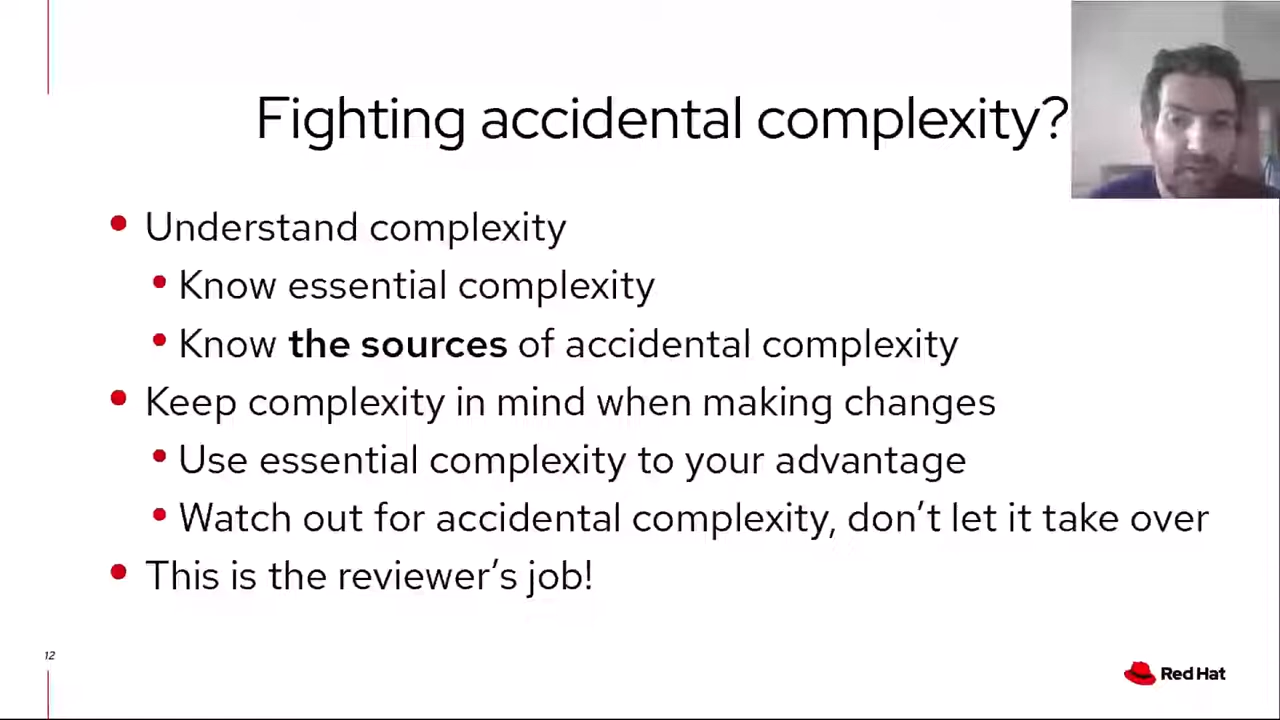 Fighting accidental complexity?
• Understand complexity
• Know essential complexity
• Know the sources of accidental complexity
• Keep complexity in mind when making changes
• Use essential complexity to your advantage
• Watch out for accidental complexity, don’t let it take over
• This is the reviewer’s job!
12
Red Hat